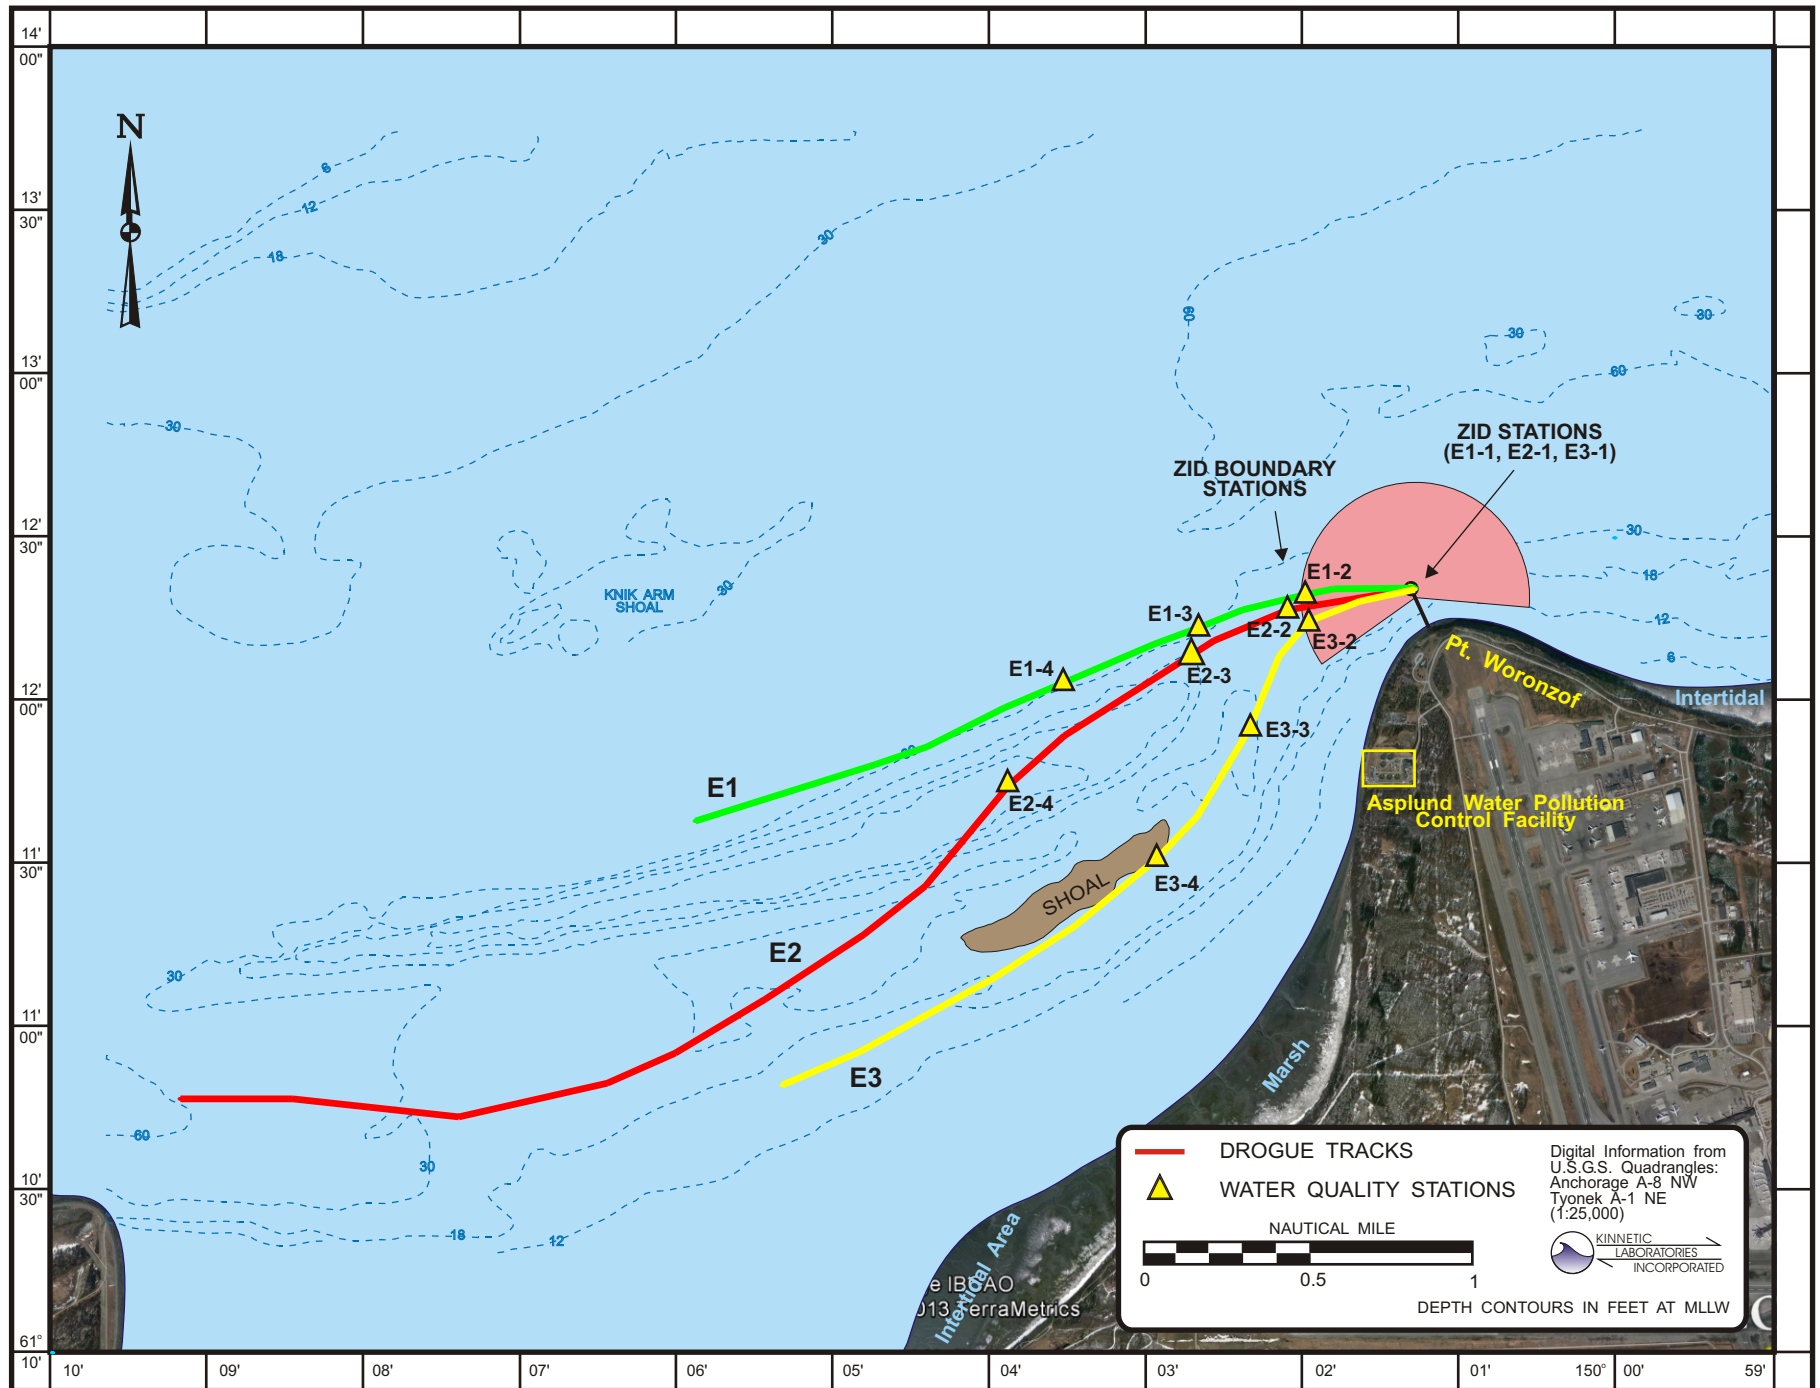 14'
00"
N
6
12
13'
30"
18
30
60
30
30
13'
00"
60
30
ZID STATIONS
(E1-1, E2-1, E3-1)
ZID BOUNDARY
STATIONS
12'
30"
30
E1-2
18
KNIK ARM
SHOAL
30
E1-3
E2-2
E3-2
12
Pt. Woronzof
6
E1-4
E2-3
Intertidal
12'
00"
E3-3
E1
E2-4
Asplund Water Pollution
Control Facility
11'
30"
SHOAL
E3-4
E2
30
11'
00"
Marsh
E3
60
30
10'
30"
18
12
Intertidal Area
e IBCAO
013 TerraMetrics
DROGUE TRACKS
WATER QUALITY STATIONS
NAUTICAL MILE
0
0.5
1
Digital Information from
U.S.G.S. Quadrangles:
Anchorage A-8 NW
Tyonek A-1 NE
(1:25,000)
KINNETIC
LABORATORIES
INCORPORATED
DEPTH CONTOURS IN FEET AT MLLW
61°
10'
10'
09'
08'
07'
06'
05'
04'
03'
02'
01'
150° 00'
59'